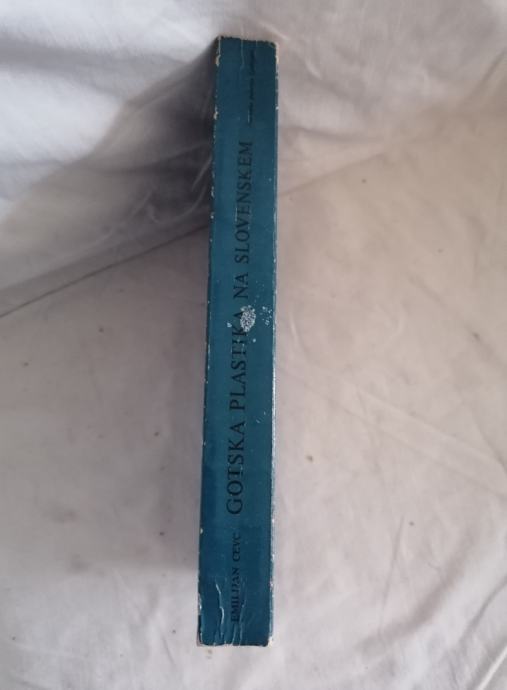 EMILIJAN CEVC
GOTSKA PLASTIKA NA SLOVENSKEM